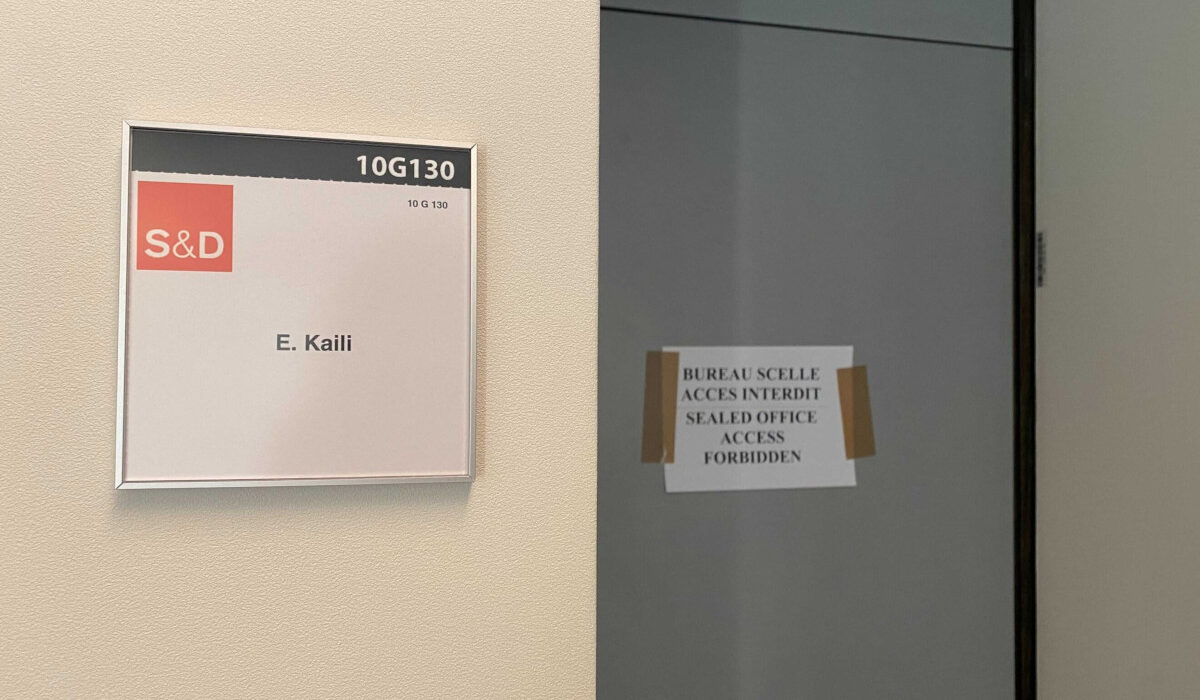 10G130
10 G 130
S&D
E. Kaili
BUREAU SCELLE
ACCES INTERDIT
SEALED OFFICE
ACCESS
FORBIDDEN